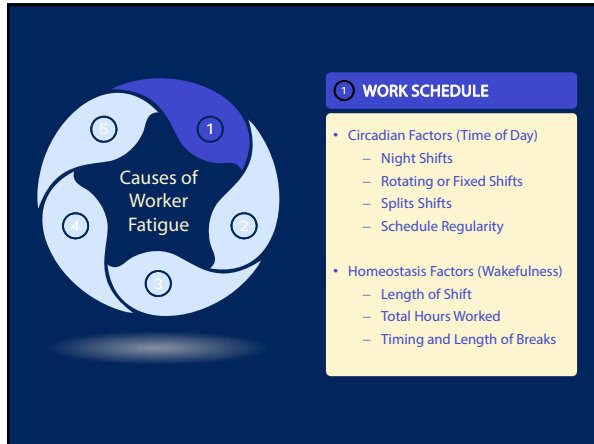 5
1
Causes of
Worker
Fatigue
4
2
3
1 WORK SCHEDULE
• Circadian Factors (Time of Day)
– Night Shifts
– Rotating or Fixed Shifts
– Splits Shifts
– Schedule Regularity
• Homeostasis Factors (Wakefulness)
– Length of Shift
– Total Hours Worked
– Timing and Length of Breaks